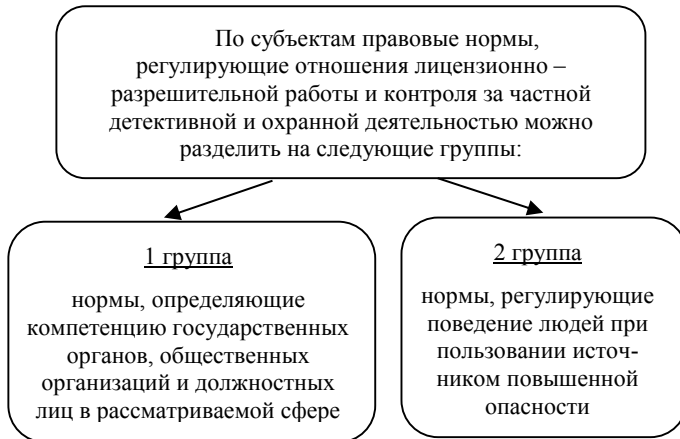 По субъектам правовые нормы,
регулирующие отношения лицензионно –
разрешительной работы и контроля за частной
детективной и охранной деятельностью можно
разделить на следующие группы:
1 группа
нормы, определяющие
компетенцию государственных
органов, общественных
организаций и должностных
лиц в рассматриваемой сфере
2 группа
нормы, регулирующие
поведение людей при
пользовании источ-
ником повышенной
опасности